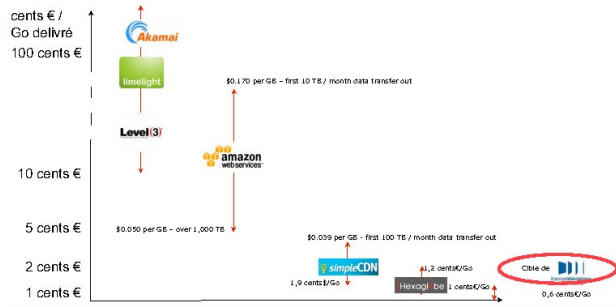 cents € /
Go delivré
100 cents €
Akamai
limelight
$0.170 per GB – first 10 TB / month data transfer out
Level(3)
amazon
webservices
10 cents €
5 cents €
$0.050 per GB – over 1,000 TB
$0.039 per GB - first 100 TB / month data transfer out
2 cents €
simpleCDN
1,2 cents€/Go
Cible de
1,9 cents€/Go
Hexaglobe
1 cents€/Go
1 cents €
0,6 cents€/Go